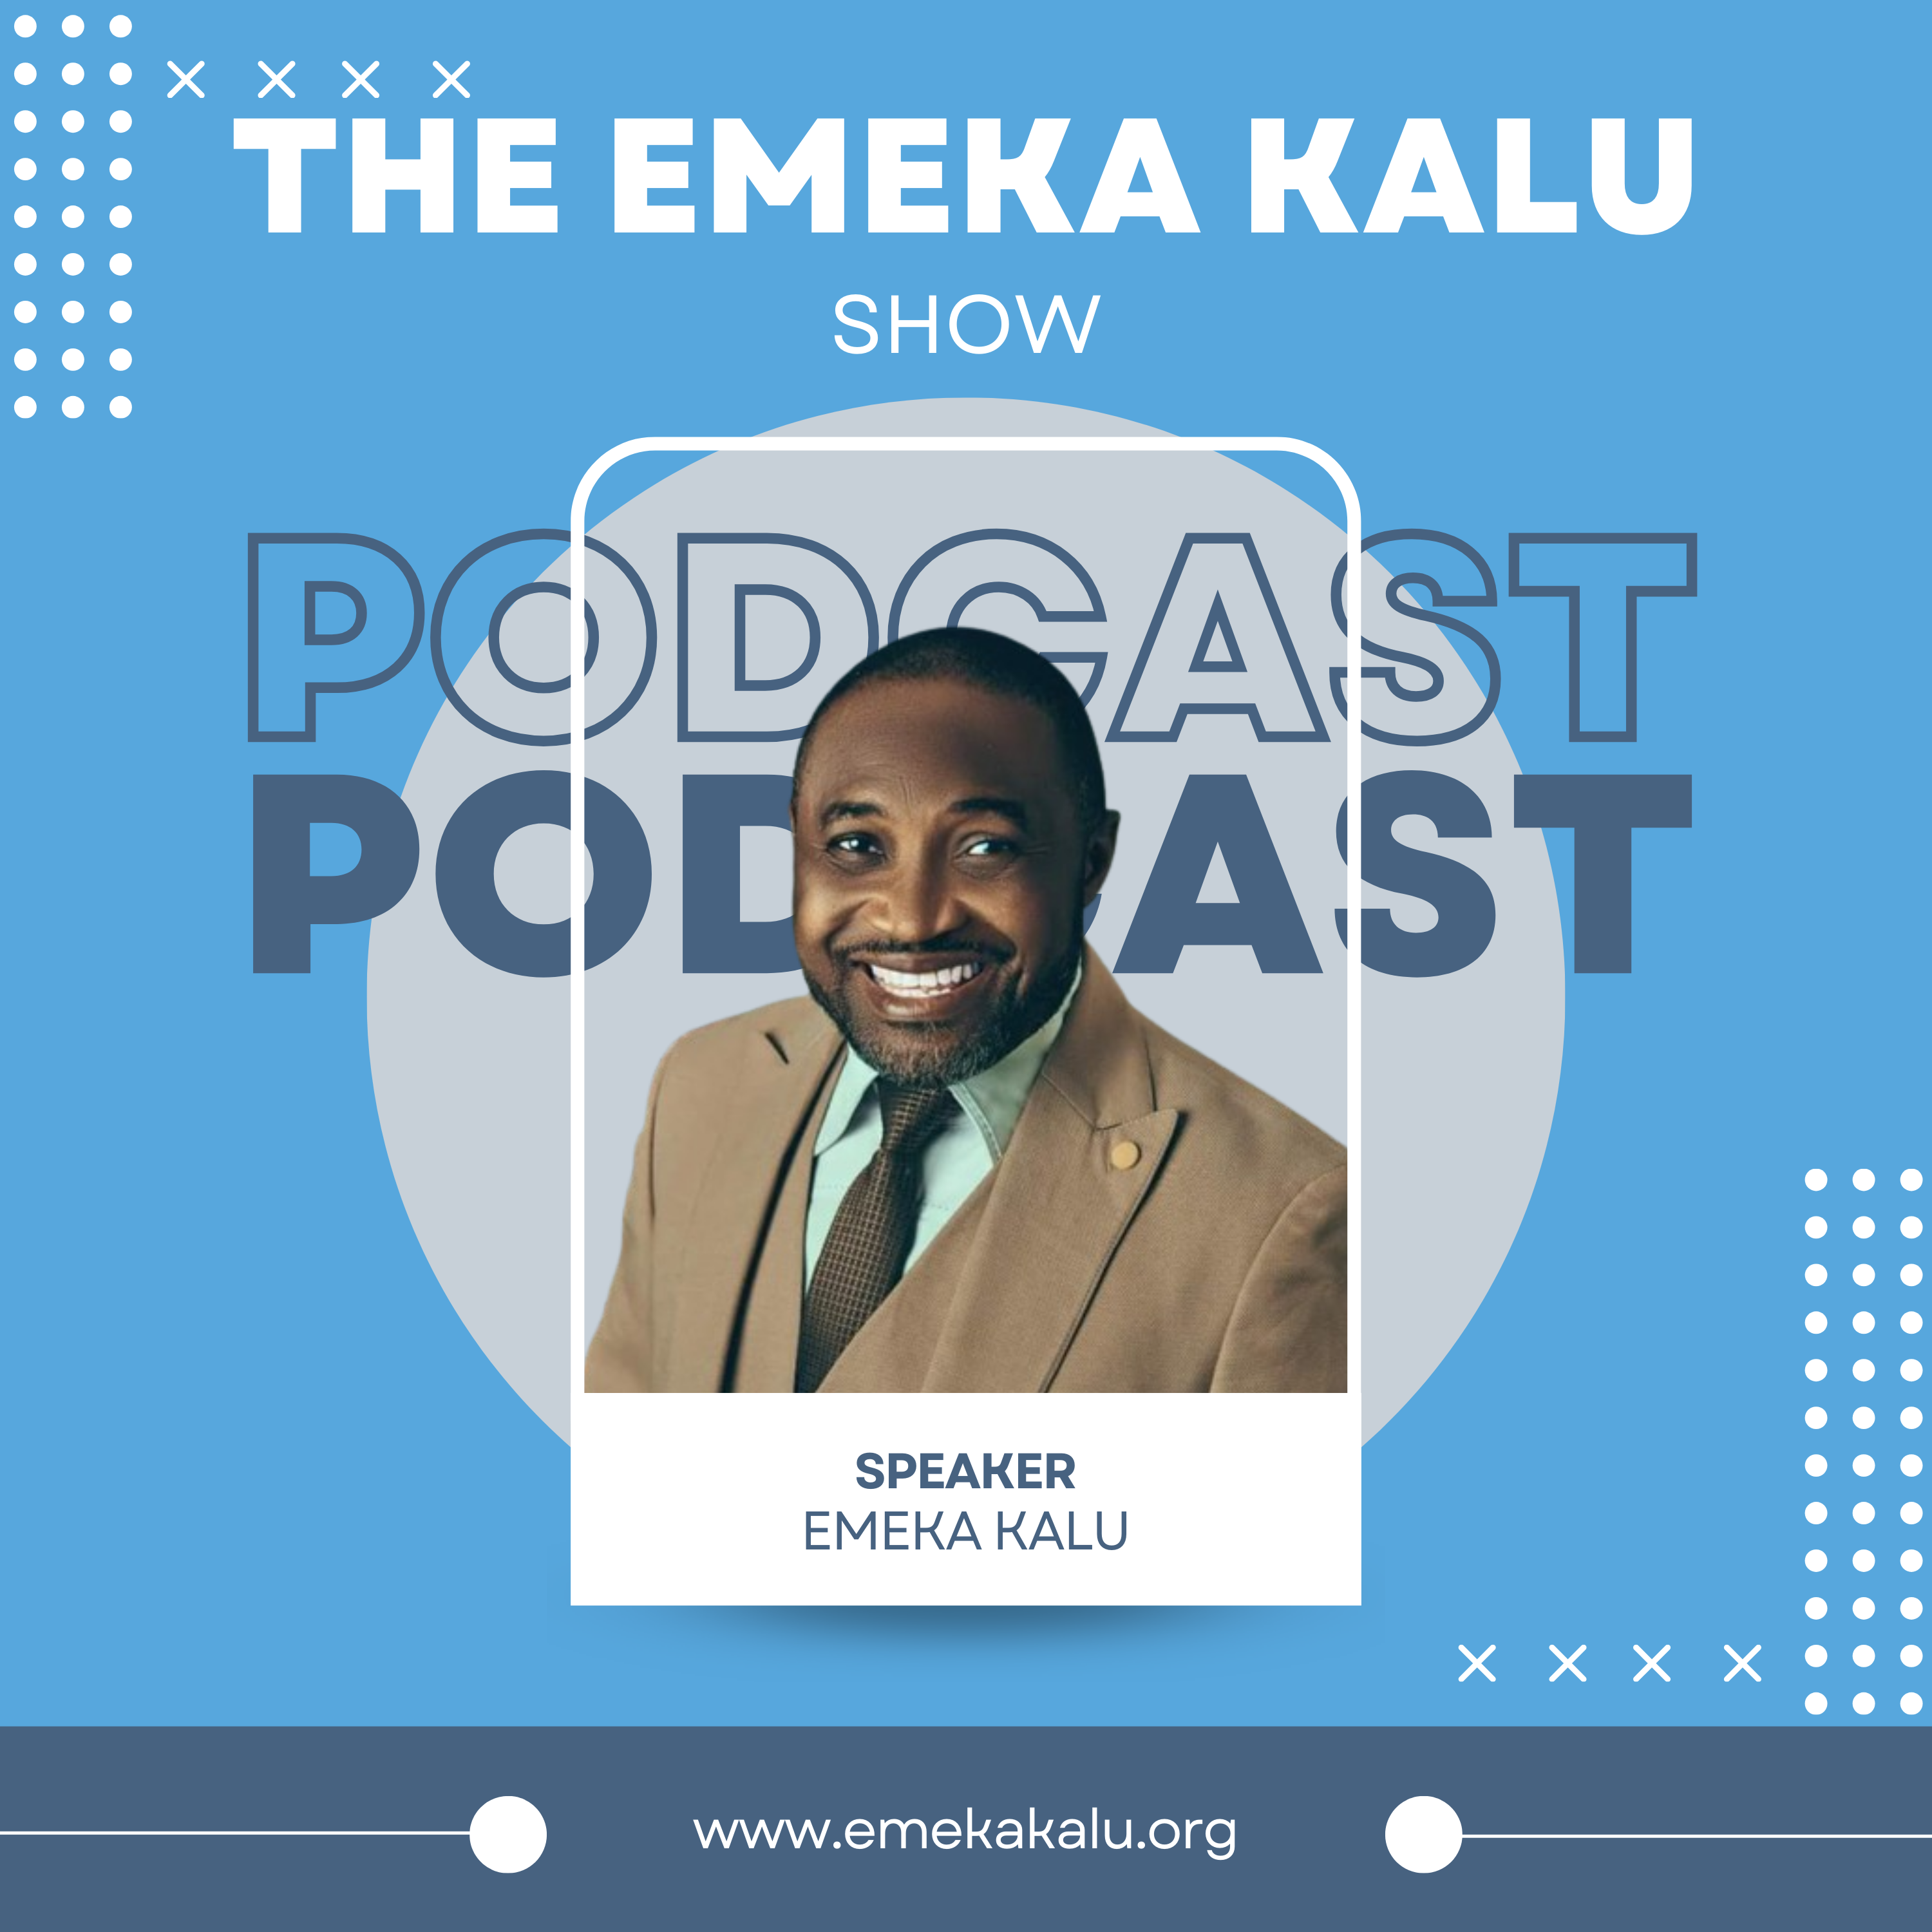 THE EMEKA KALU
SHOW
PODCAST
PODCAST
SPEAKER
EMEKA KALU
www.emekakalu.org